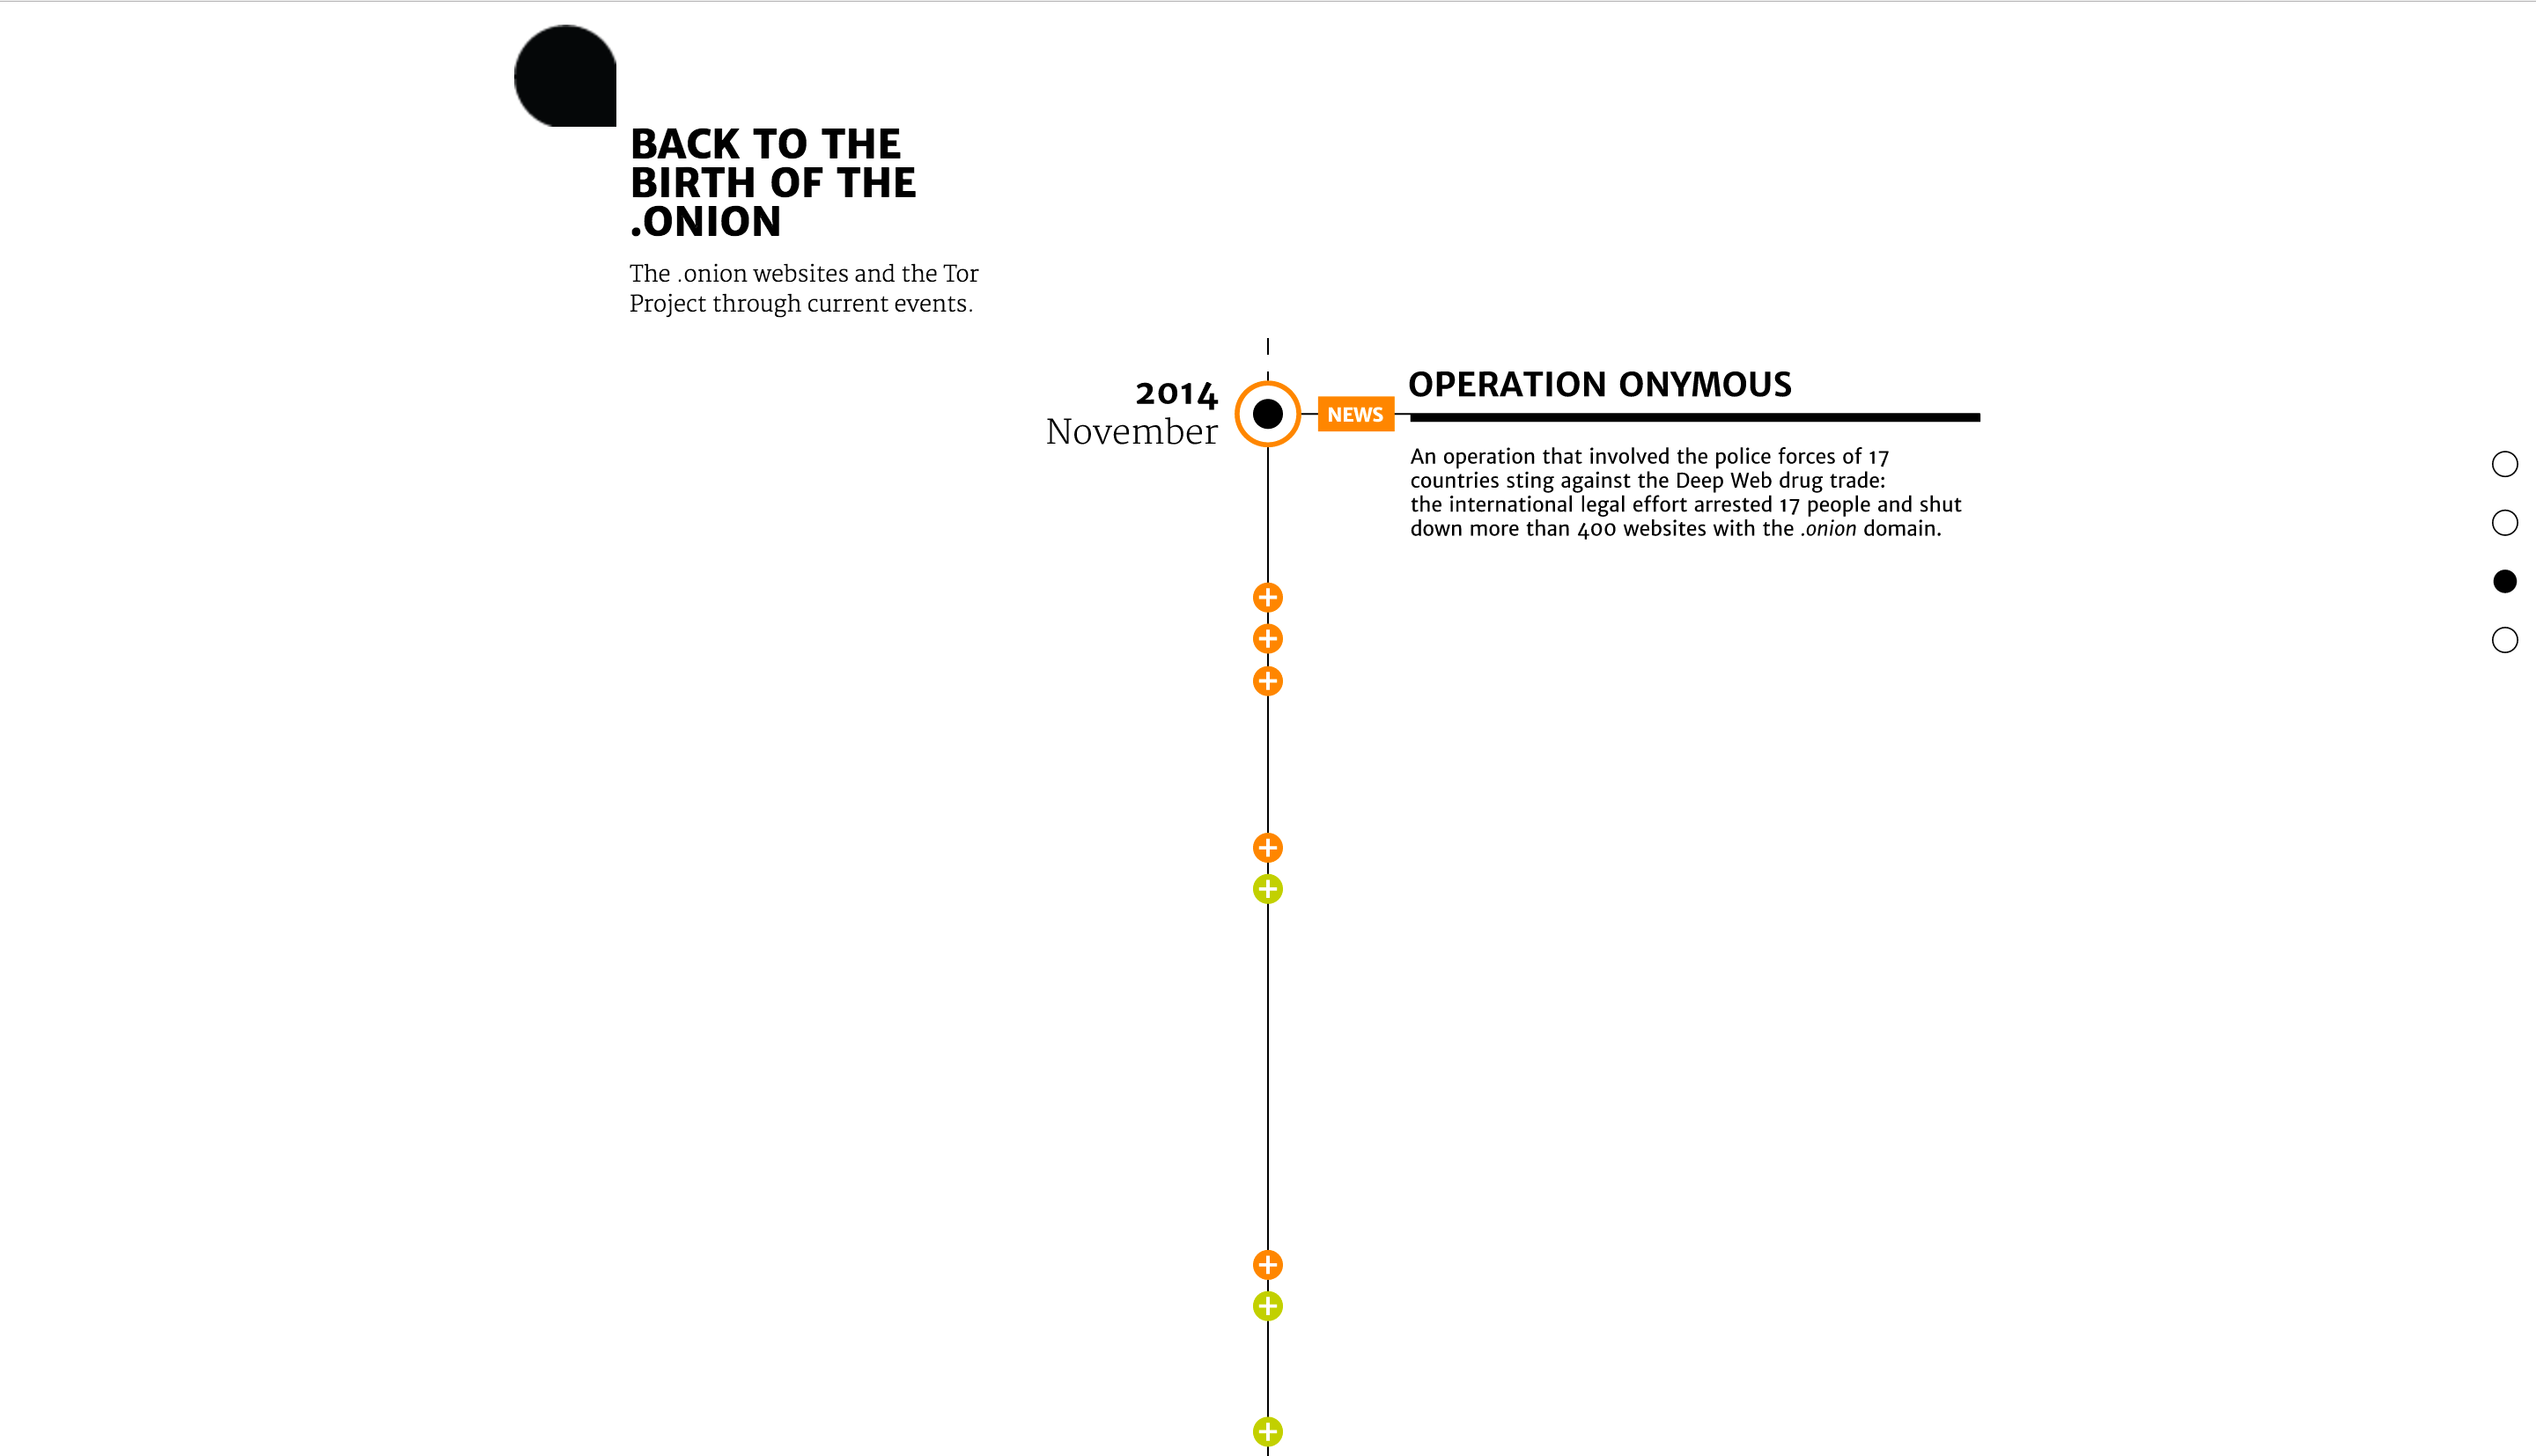 BACK TO THE
BIRTH OF THE
.ONION
The .onion websites and the Tor
Project through current events.
2014
November
NEWS
OPERATION ONYMOUS
An operation that involved the police forces of 17
countries sting against the Deep Web drug trade:
the international legal effort arrested 17 people and shut
down more than 400 websites with the .onion domain.